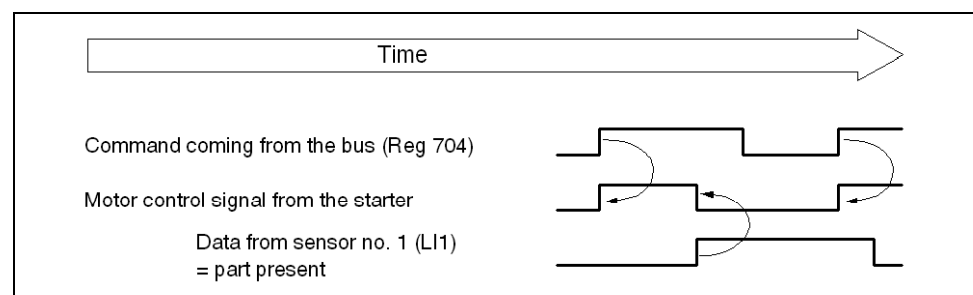 Time
Command coming from the bus (Reg 704)
Motor control signal from the starter
Data from sensor no. 1 (LI1)
= part present